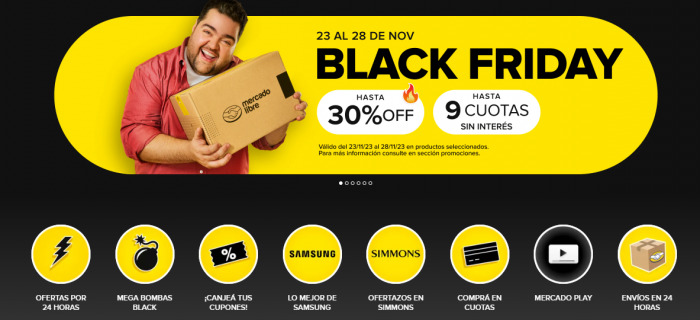 23 AL 28 DE NOV
BLACK FRIDAY
HASTA
30% OFF
HASTA
9 CUOTAS
SIN INTERÉS
Válido del 23/11/23 al 28/11/23 en productos seleccionados.
Para más información consulte en sección promociones.
mercado
libre
%
SAMSUNG
SIMMONS
OFERTAS POR
24 HORAS
MEGA BOMBAS
BLACK
¡CANJEÁ TUS
CUPONES!
LO MEJOR DE
SAMSUNG
OFERTAZOS EN
SIMMONS
COMPRÁ EN
CUOTAS
MERCADO PLAY
ENVÍOS EN 24
HORAS